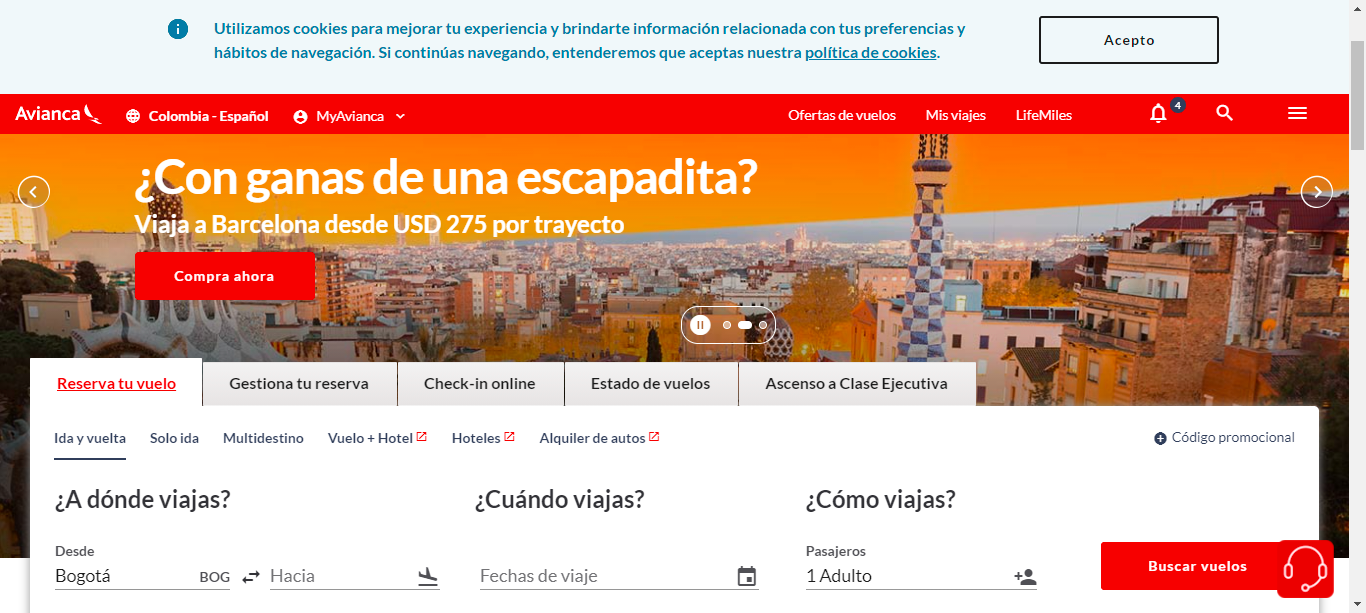 Utilizamos cookies para mejorar tu experiencia y brindarte información relacionada con tus preferencias y
hábitos de navegación. Si continúas navegando, entenderemos que aceptas nuestra política de cookies.
Acepto
Avianca
Colombia - Español
MyAvianca
Ofertas de vuelos
Mis viajes
LifeMiles
4
¿Con ganas de una escapadita?
Viaja a Barcelona desde USD 275 por trayecto
Compra ahora
Reserva tu vuelo
Gestiona tu reserva
Check-in online
Estado de vuelos
Ascenso a Clase Ejecutiva
Ida y vuelta
Solo ida
Multidestino
Vuelo + Hotel
Hoteles
Alquiler de autos
Código promocional
¿A dónde viajas?
¿Cuándo viajas?
¿Cómo viajas?
Desde
Pasajeros
Bogotá
BOG
Hacia
Fechas de viaje
1 Adulto
Buscar vuelos